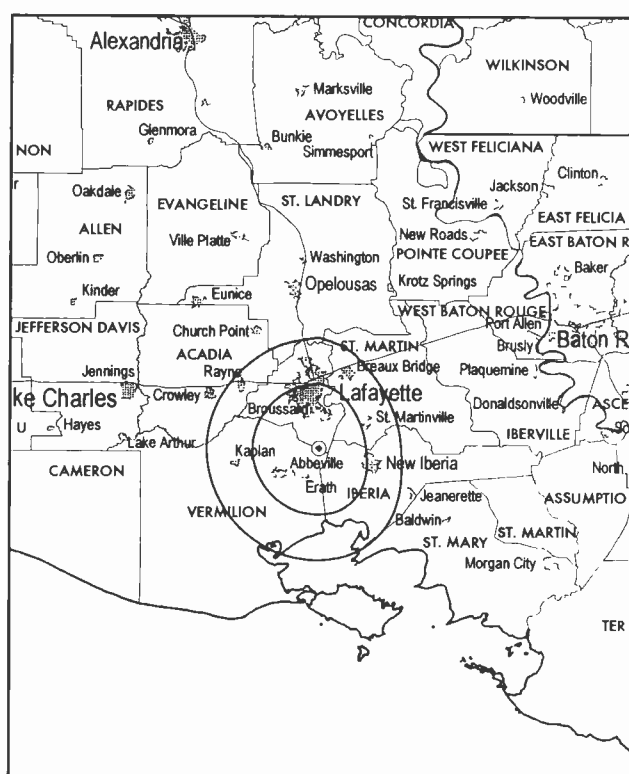 CONCORDIA
Alexandria
WILKINSON
Marksville
Woodville
RAPIDES
AVOYELLES
Glenmora
Bunkie
Simmesport
NON
WEST FELICIANA
Clinton
r
Oakdale
Jackson
EVANGELINE
ST. LANDRY
St. Francisville
ALLEN
EAST FELICIA
Ville Platte
New Roads
EAST BATON R
Oberlin
Washington
POINTE COUPEE
Baker
Kinder
Opelousas
Krotz Springs
Eunice
WEST BATON ROUGE
JEFFERSON DAVIS
Church Point
Port Allen
ST. MARTIN
Brusly
Baton R
ACADIA
Jennings
Rayne
Breaux Bridge
Plaquemine
ke Charles
Crowley
Lafayette
Broussard
Donaldsonville
ASCE
U
Hayes
St. Martinville
Lake Arthur
IBERVILLE
So
Kaplan
CAMERON
Abbeville
New Iberia
North
Erath
IBERIA
Jeanerette
ASSUMPTIO
VERMILION
Baldwin
ST. MARTIN
ST. MARY
Morgan City
TER